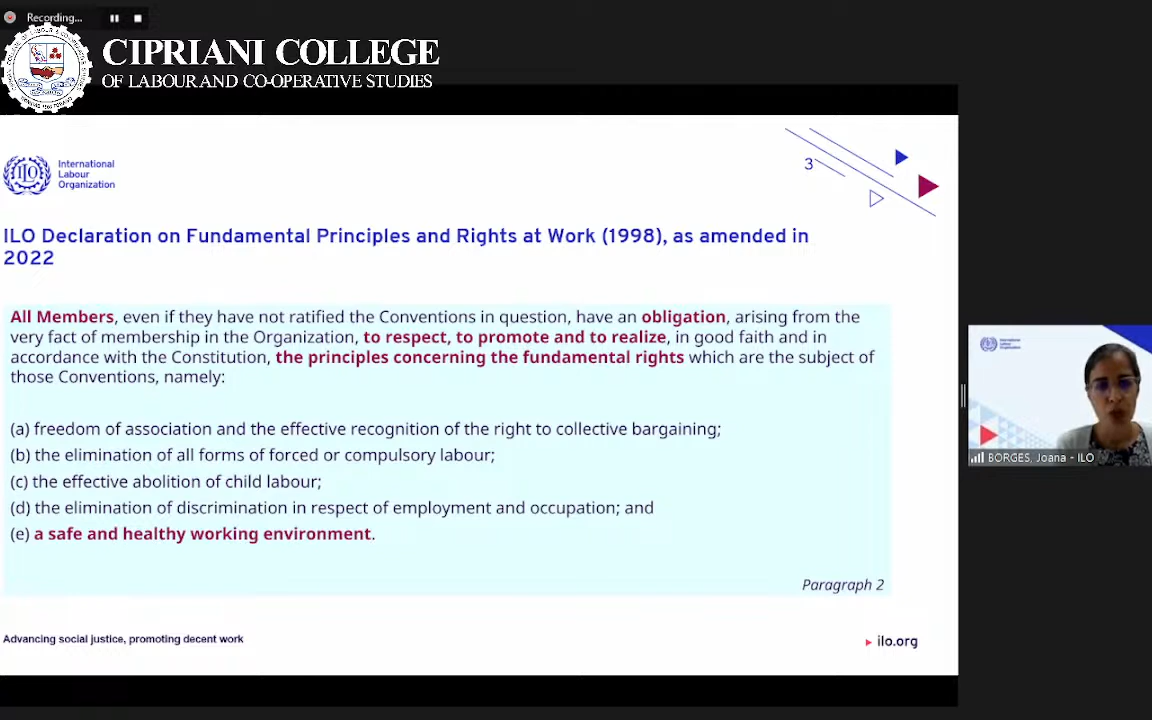 Recording...
CIPRIANI COLLEGE
OF LABOUR AND CO-OPERATIVE STUDIES
International
Labour
Organization
3
ILO Declaration on Fundamental Principles and Rights at Work (1998), as amended in
2022
All Members, even if they have not ratified the Conventions in question, have an obligation, arising from the
very fact of membership in the Organization, to respect, to promote and to realize, in good faith and in
accordance with the Constitution, the principles concerning the fundamental rights which are the subject of
those Conventions, namely:
(a) freedom of association and the effective recognition of the right to collective bargaining;
(b) the elimination of all forms of forced or compulsory labour;
(c) the effective abolition of child labour;
(d) the elimination of discrimination in respect of employment and occupation; and
(e) a safe and healthy working environment.
Paragraph 2
Advancing social justice, promoting decent work
ilo.org
BORGES, Joana - ILO